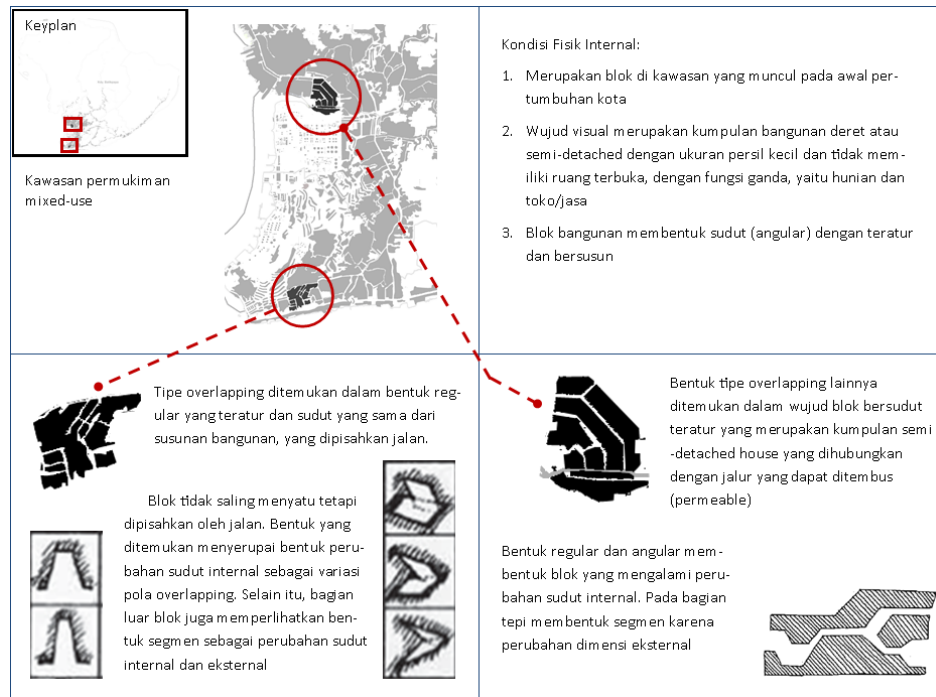 Keyplan
Kawasan permukiman
mixed-use
Kondisi Fisik Internal:
1. Merupakan blok di kawasan yang muncul pada awal per-
tumbuhan kota
2. Wujud visual merupakan kumpulan bangunan deret atau
semi-detached dengan ukuran persil kecil dan tidak mem-
iliki ruang terbuka, dengan fungsi ganda, yaitu hunian dan
toko/jasa
3. Blok bangunan membentuk sudut (angular) dengan teratur
dan bersusun
Tipe overlapping ditemukan dalam bentuk reg-
ular yang teratur dan sudut yang sama dari
susunan bangunan, yang dipisahkan jalan.
Blok tidak saling menyatu tetapi
dipisahkan oleh jalan. Bentuk yang
ditemukan menyerupai bentuk peru-
bahan sudut internal sebagai variasi
pola overlapping. Selain itu, bagian
luar blok juga memperlihatkan ben-
tuk segmen sebagai perubahan sudut
internal dan eksternal
Bentuk tipe overlapping lainnya
ditemukan dalam wujud blok bersudut
teratur yang merupakan kumpulan semi
-detached house yang dihubungkan
dengan jalur yang dapat ditembus
(permeable)
Bentuk regular dan angular mem-
bentuk blok yang mengalami peru-
bahan sudut internal. Pada bagian
tepi membentuk segmen karena
perubahan dimensi eksternal